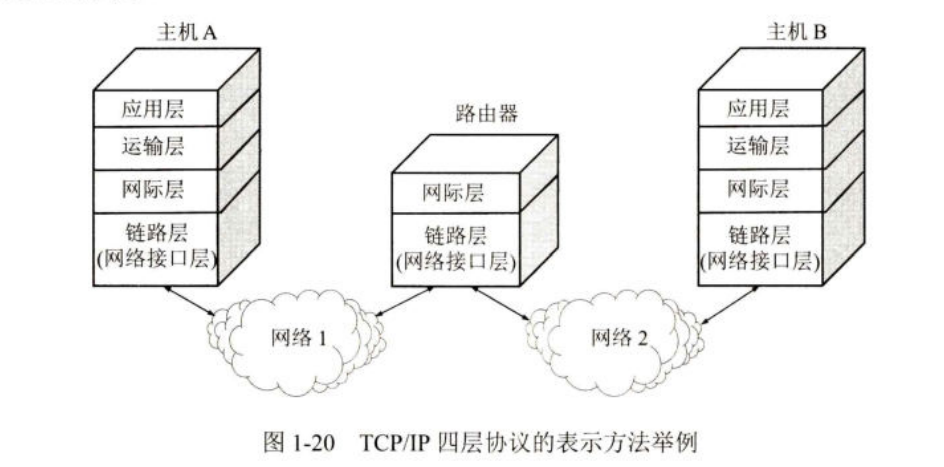 主机 A
应用层
运输层
网际层
链路层
(网络接口层)
路由器
网际层
链路层
(网络接口层)
主机 B
应用层
运输层
网际层
链路层
(网络接口层)
网络 1
网络 2
图 1-20 TCP/IP 四层协议的表示方法举例